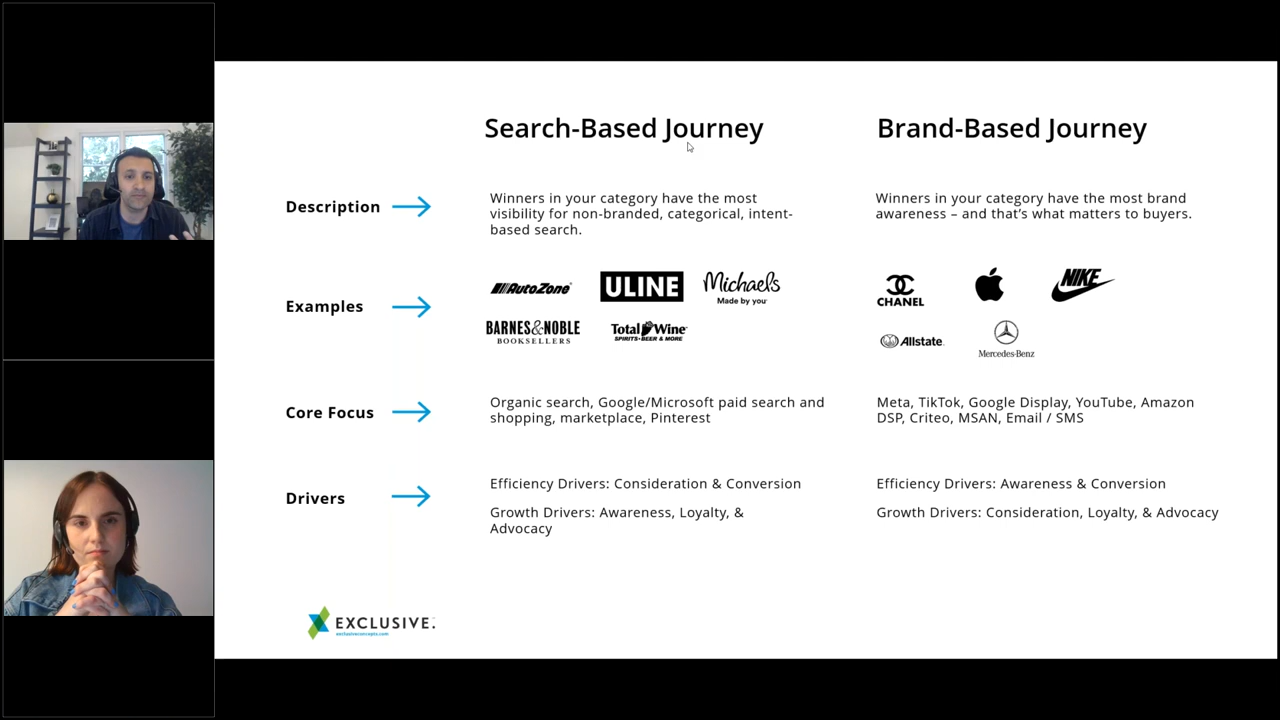 Search-Based Journey
Brand-Based Journey
Description
Winners in your category have the most
visibility for non-branded, categorical, intent-
based search.
Winners in your category have the most brand
awareness – and that's what matters to buyers.
Examples
AutoZone
ULINE
Michaels
Made by you
BARNES&NOBLE
BOOKSELLERS
Total Wine
SPIRITS•BEER & MORE
CHANEL
NIKE
Allstate
Mercedes-Benz
Core Focus
Organic search, Google/Microsoft paid search and
shopping, marketplace, Pinterest
Meta, TikTok, Google Display, YouTube, Amazon
DSP, Criteo, MSAN, Email / SMS
Drivers
Efficiency Drivers: Consideration & Conversion
Growth Drivers: Awareness, Loyalty, &
Advocacy
Efficiency Drivers: Awareness & Conversion
Growth Drivers: Consideration, Loyalty, & Advocacy
EXCLUSIVE.
exclusiveconcepts.com